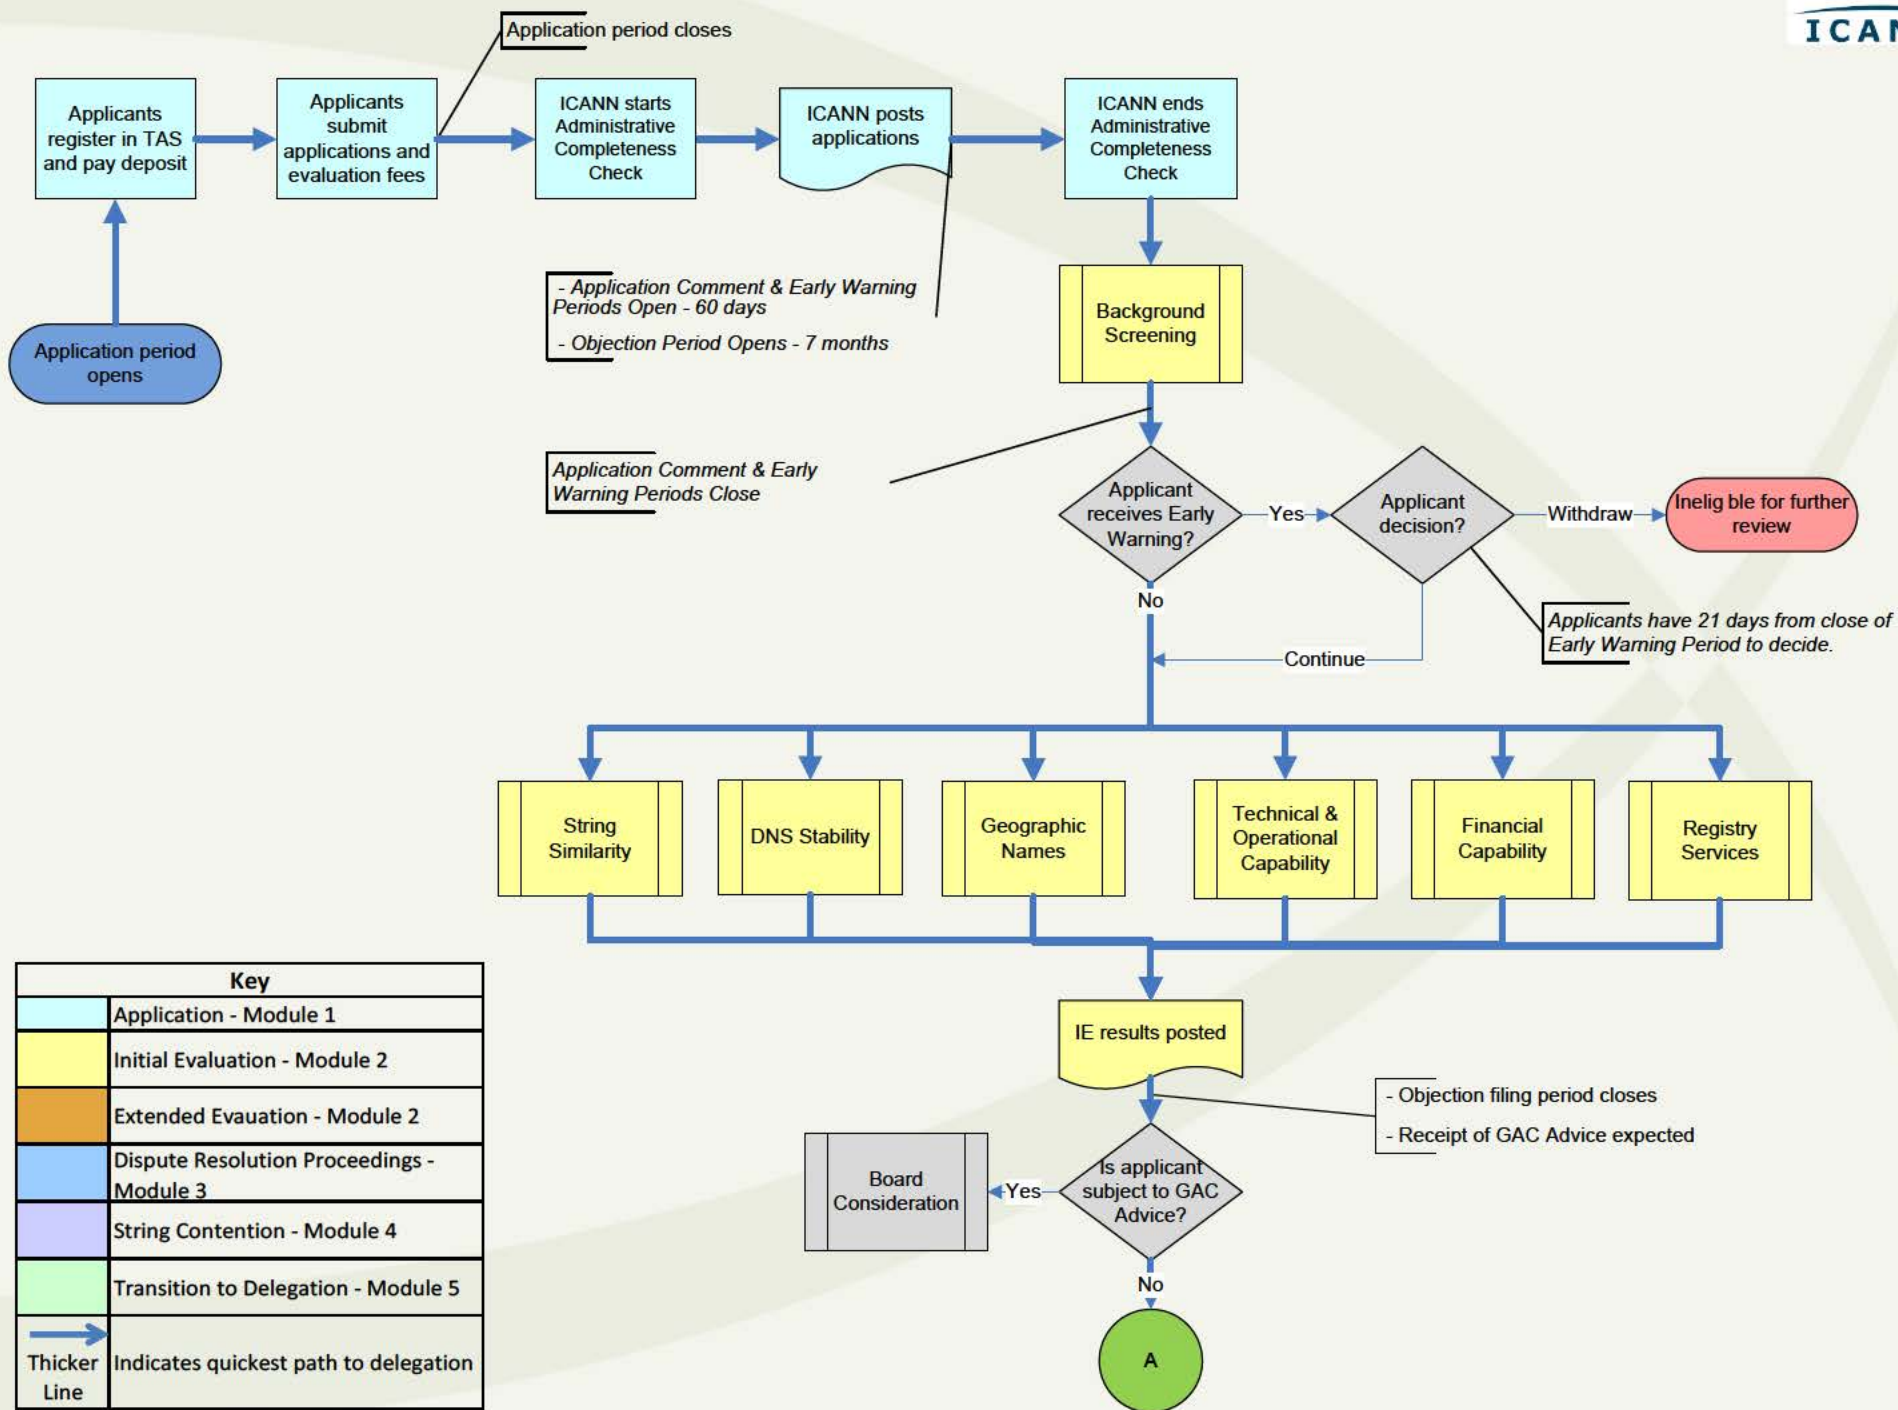 ICAN
Application period closes
Applicants
register in TAS
and pay deposit
Applicants
submit
applications and
evaluation fees
ICANN starts
Administrative
Completeness
Check
ICANN posts
applications
ICANN ends
Administrative
Completeness
Check
- Application Comment & Early Warning
Periods Open - 60 days
- Objection Period Opens - 7 months
Background
Screening
Application period
opens
Application Comment & Early
Warning Periods Close
Applicant
receives Early
Warning?
Yes
Applicant
decision?
Withdraw
Inelig ble for further
review
No
Applicants have 21 days from close of
Early Warning Period to decide.
Continue
String
Similarity
DNS Stability
Geographic
Names
Technical &
Operational
Capability
Financial
Capability
Registry
Services
IE results posted
- Objection filing period closes
- Receipt of GAC Advice expected
Board
Consideration
Yes
Is applicant
subject to GAC
Advice?
No
A
Key
Application - Module 1
Initial Evaluation - Module 2
Extended Evauation - Module 2
Dispute Resolution Proceedings -
Module 3
String Contention - Module 4
Transition to Delegation - Module 5
Thicker
Line
Indicates quickest path to delegation